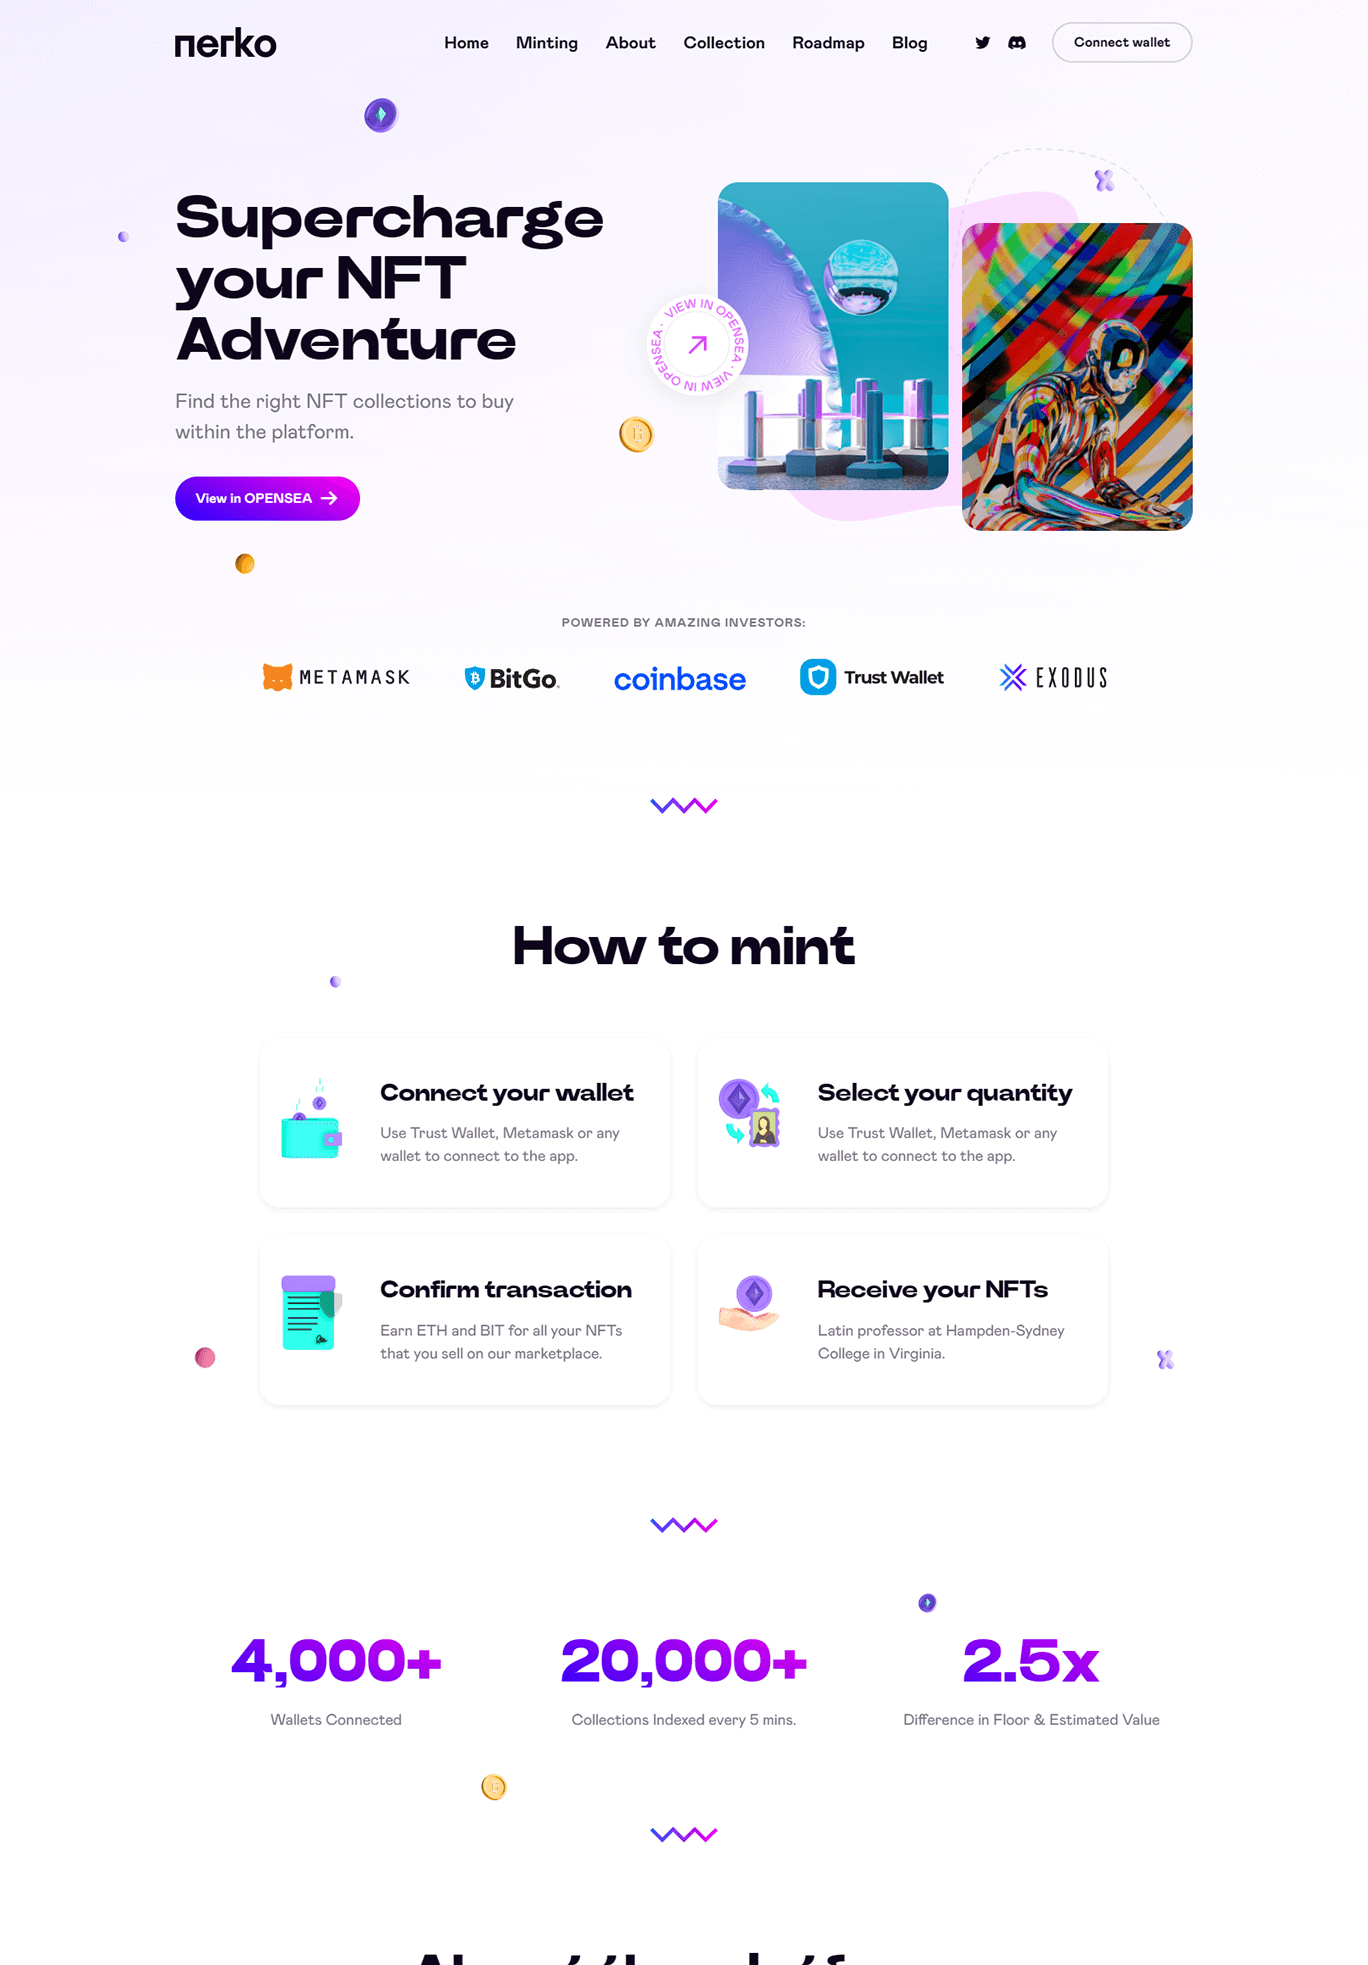 nerko
Home Minting About Collection Roadmap Blog
Connect wallet
Supercharge
your NFT
Adventure
Find the right NFT collections to buy
within the platform.
View in OPENSEA
VIEW IN OPENSEA · VIEW IN OPENSEA · VIEW IN OPENSEA ·
POWERED BY AMAZING INVESTORS:
METAMASK
BitGo
coinbase
Trust Wallet
EXODUS
How to mint
Connect your wallet
Use Trust Wallet, Metamask or any
wallet to connect to the app.
Select your quantity
Use Trust Wallet, Metamask or any
wallet to connect to the app.
Confirm transaction
Earn ETH and BIT for all your NFTs
that you sell on our marketplace.
Receive your NFTs
Latin professor at Hampden-Sydney
College in Virginia.
4,000+
Wallets Connected
20,000+
Collections Indexed every 5 mins.
2.5x
Difference in Floor & Estimated Value